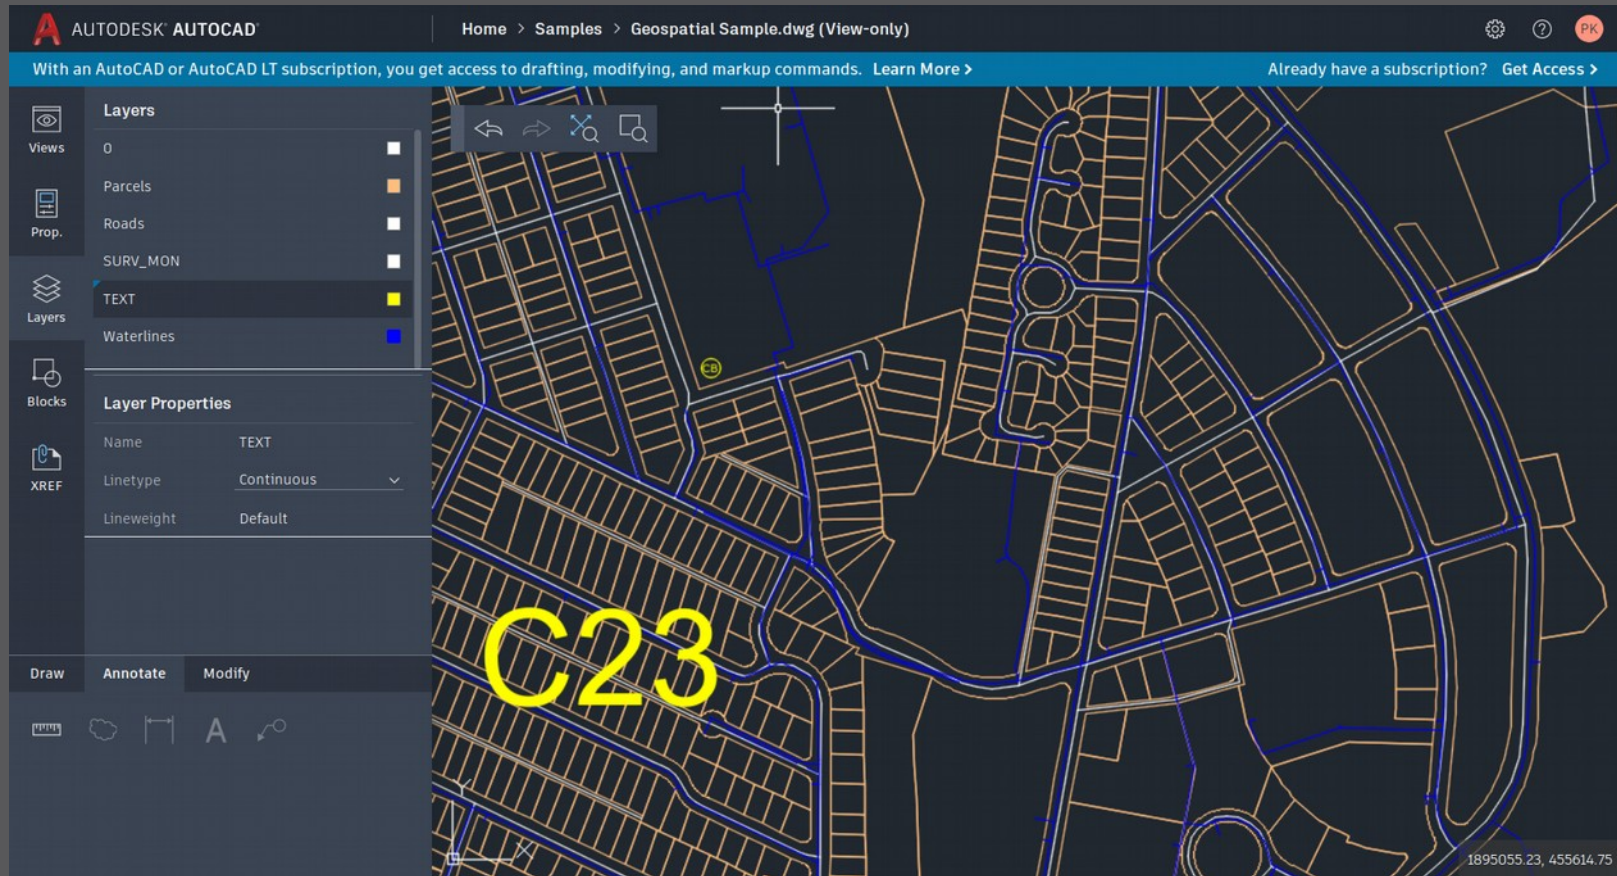 AUTODESK® AUTOCAD®
Home > Samples > Geospatial Sample.dwg (View-only)
PK
With an AutoCAD or AutoCAD LT subscription, you get access to drafting, modifying, and markup commands. Learn More >
Already have a subscription? Get Access >
Views
Prop.
Layers
Blocks
XREF
Layers
0
Parcels
Roads
SURV_MON
TEXT
Waterlines
Layer Properties
Name TEXT
Linetype Continuous
Lineweight Default
Draw Annotate Modify
A
CB
C23
Y
X
1895055.23, 455614.75